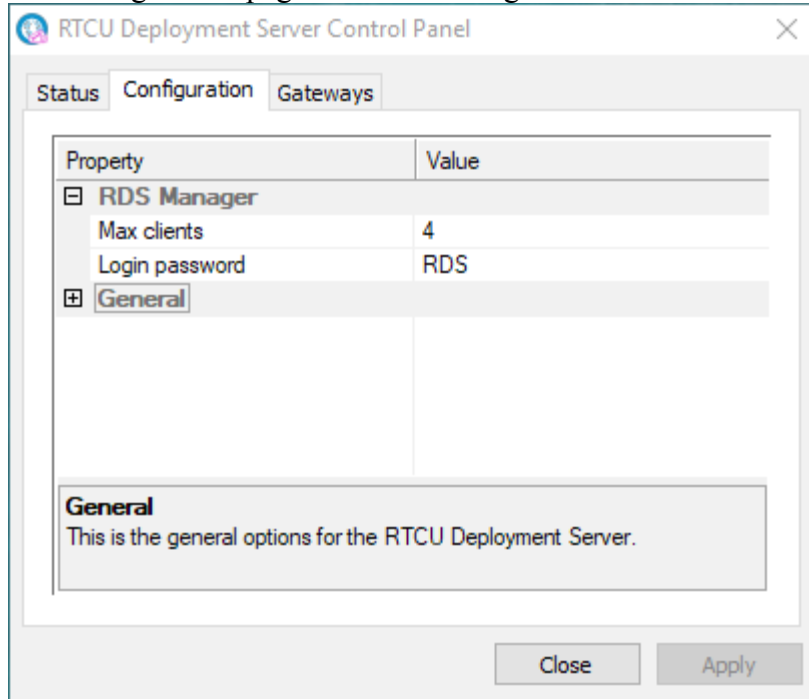 RTCU Deployment Server Control Panel
Status Configuration Gateways
Property Value
RDS Manager
Max clients 4
Login password RDS
General
General
This is the general options for the RTCU Deployment Server.
Close Apply